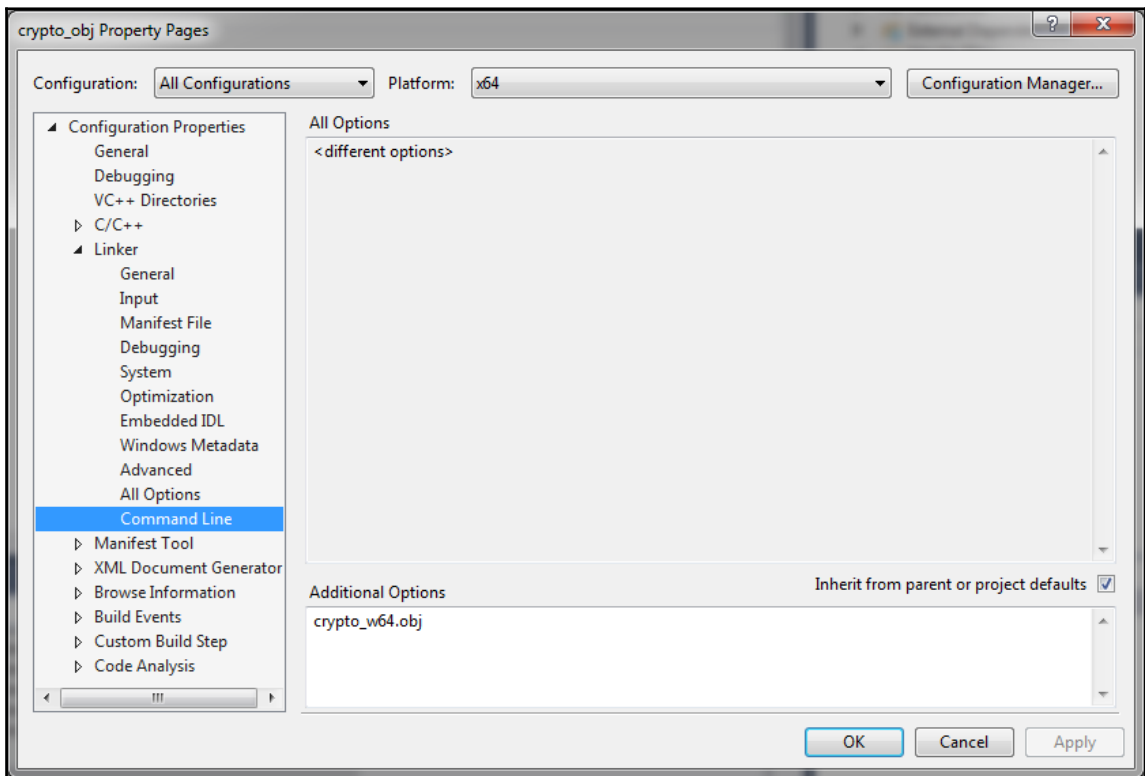 crypto_obj Property Pages
Configuration: All Configurations Platform: x64 Configuration Manager...
Configuration Properties
General
Debugging
VC++ Directories
C/C++
Linker
General
Input
Manifest File
Debugging
System
Optimization
Embedded IDL
Windows Metadata
Advanced
All Options
Command Line
Manifest Tool
XML Document Generator
Browse Information
Build Events
Custom Build Step
Code Analysis
All Options
<different options>
Inherit from parent or project defaults
Additional Options
crypto_w64.obj
OK Cancel Apply